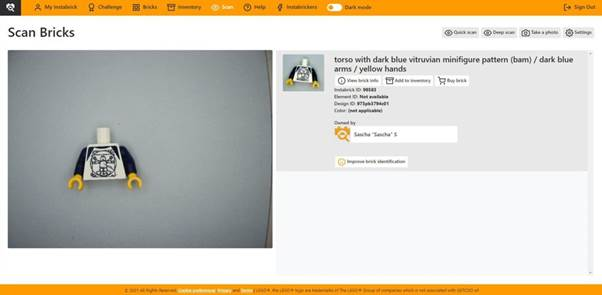 My Instabrick
Challenge
Bricks
Inventory
Scan
Help
Instabrickers
Dark mode
Sign Out
Scan Bricks
Quick scan
Deep scan
Take a photo
Settings
torso with dark blue vitruvian minifigure pattern (bam) / dark blue
arms / yellow hands
View brick info
Add to inventory
Buy brick
Instabrick ID: 98583
Element ID: Not available
Design ID: 973pb3794c01
Color: (not applicable)
Owned by
Sascha "Sascha" S
Improve brick identification
© 2021 All Rights Reserved. Cookie preferences Privacy and Terms | LEGO®, the LEGO® logo are trademarks of The LEGO® Group of companies which is not associated with